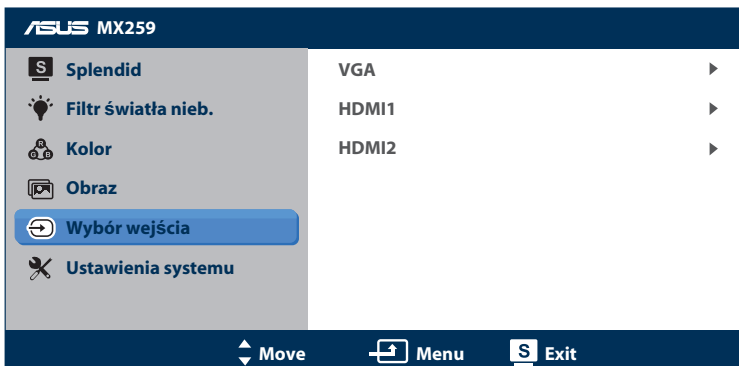 ASUS MX259
S Splendid
Filtr światła nieb.
R G B Kolor
Obraz
Wybór wejścia
Ustawienia systemu
VGA
HDMI1
HDMI2
Move Menu S Exit